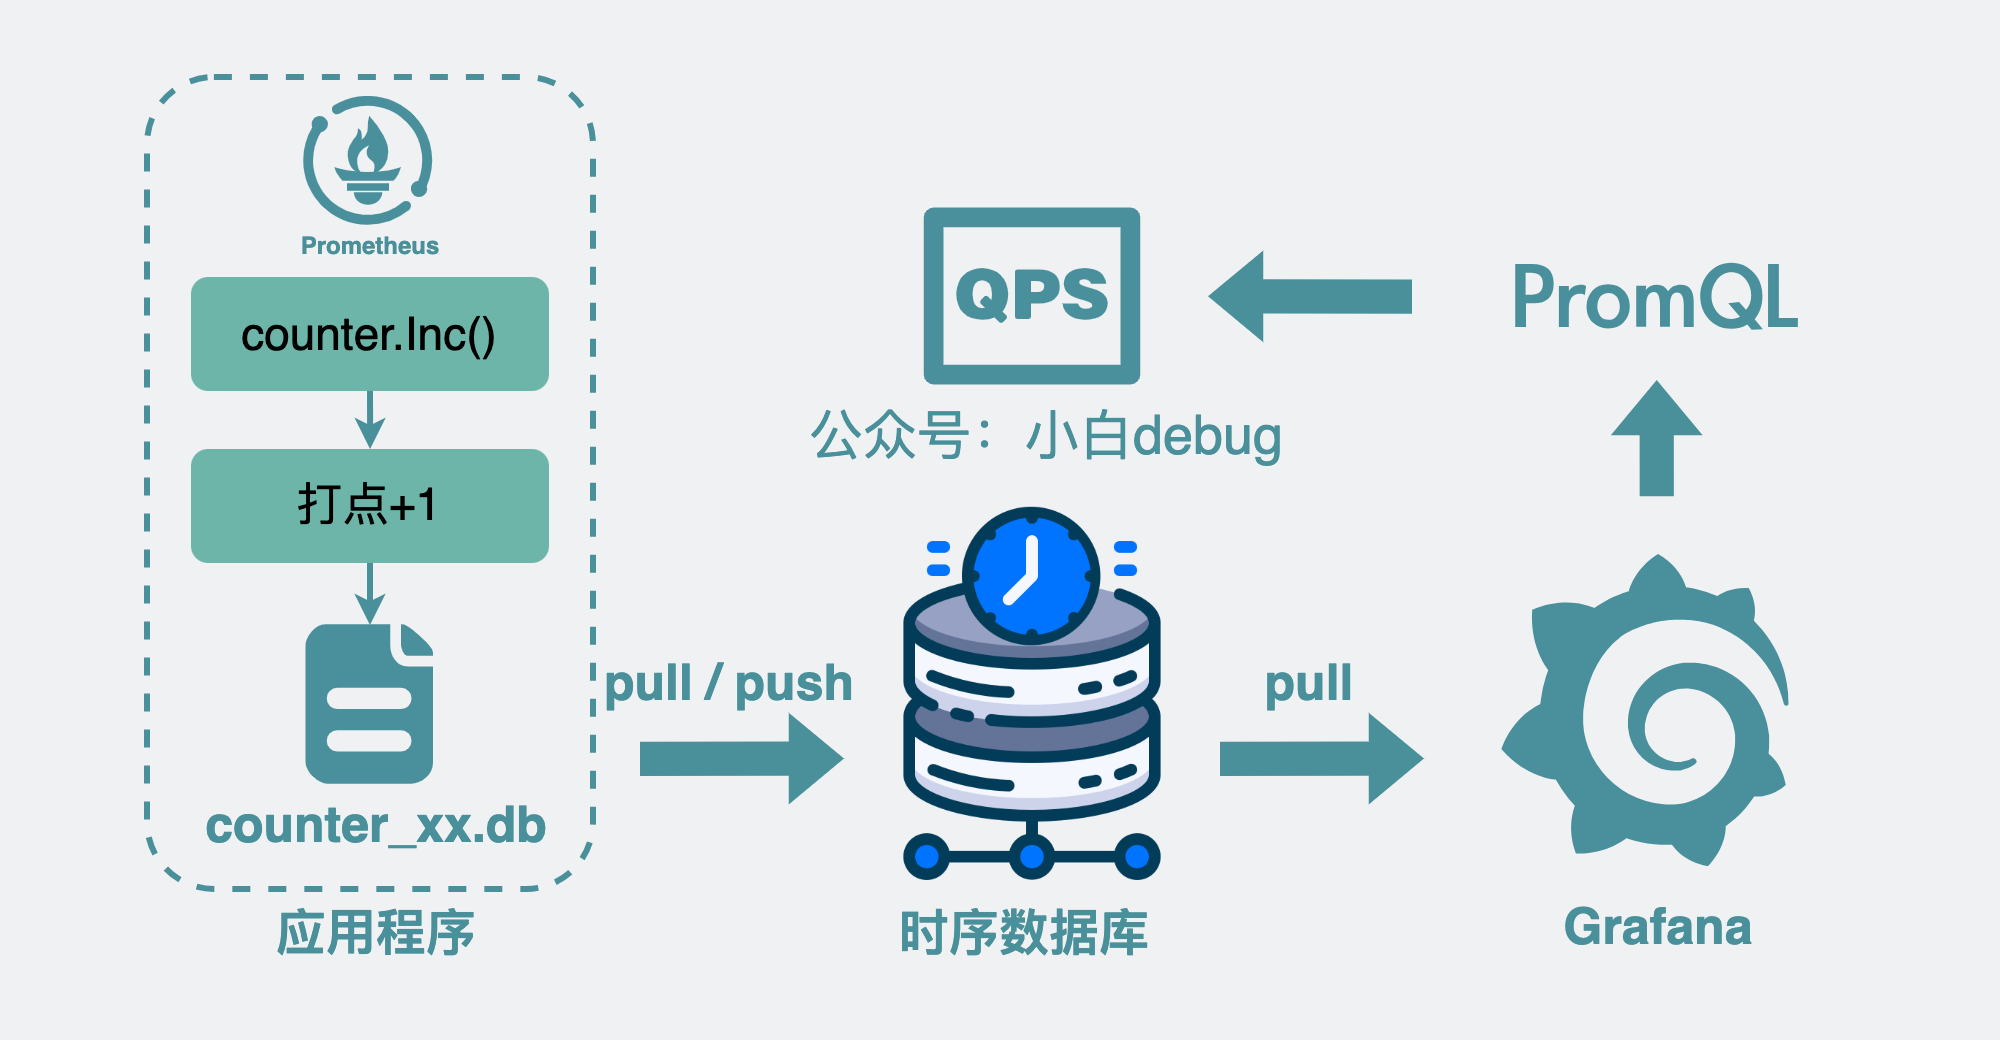 Prometheus
counter.Inc()
打点+1
counter_xx.db
应用程序
pull / push
QPS
公众号：小白debug
时序数据库
pull
PromQL
Grafana